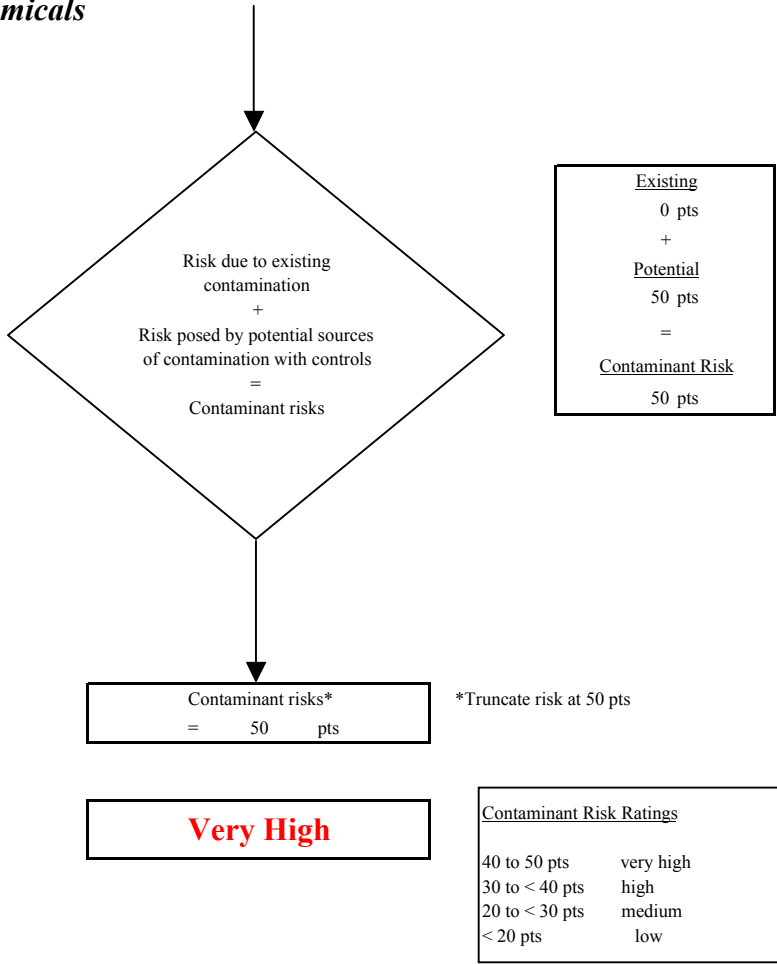 micals
Risk due to existing
contamination
+
Risk posed by potential sources
of contamination with controls
=
Contaminant risks
Existing
0 pts
+
Potential
50 pts
=
Contaminant Risk
50 pts
Contaminant risks*
= 50 pts
*Truncate risk at 50 pts
Very High
Contaminant Risk Ratings
40 to 50 pts very high
30 to < 40 pts high
20 to < 30 pts medium
< 20 pts low